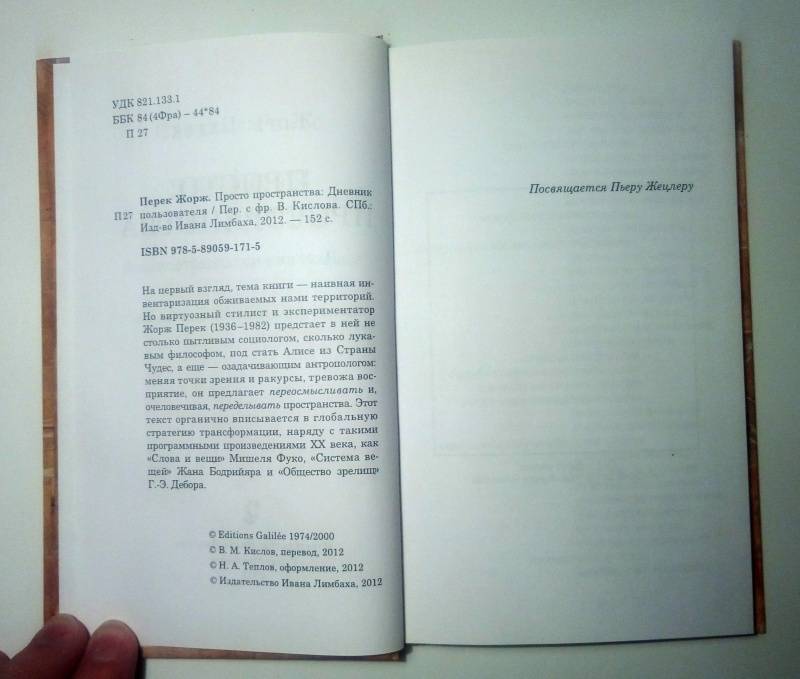 УДК 821.133.1
ББК 84(4Фра) – 44*84
П 27
Перек Жорж. Просто пространства: Дневник
П27 пользователя / Пер. с фр. В. Кислова. СПб.:
Изд-во Ивана Лимбаха, 2012. — 152 с.
ISBN 978-5-89059-171-5
На первый взгляд, тема книги — наивная ин-
вентаризация обживаемых нами территорий.
Но виртуозный стилист и экспериментатор
Жорж Перек (1936–1982) предстает в ней не
столько пытливым социологом, сколько лука-
вым философом, под стать Алисе из Страны
Чудес, а еще — озадачивающим антропологом:
меняя точки зрения и ракурсы, тревожа вос-
приятие, он предлагает переосмысливать и,
очеловечивая, переделывать пространства. Этот
текст органично вписывается в глобальную
стратегию трансформации, наряду с такими
программными произведениями XX века, как
«Слова и вещи» Мишеля Фуко, «Система ве-
щей» Жана Бодрийяра и «Общество зрелищ»
Г.-Э. Дебора.
© Editions Galilée 1974/2000
© В. М. Кислов, перевод, 2012
© Н. А. Теплов, оформление, 2012
© Издательство Ивана Лимбаха, 2012
Посвящается Пьеру Жецлеру